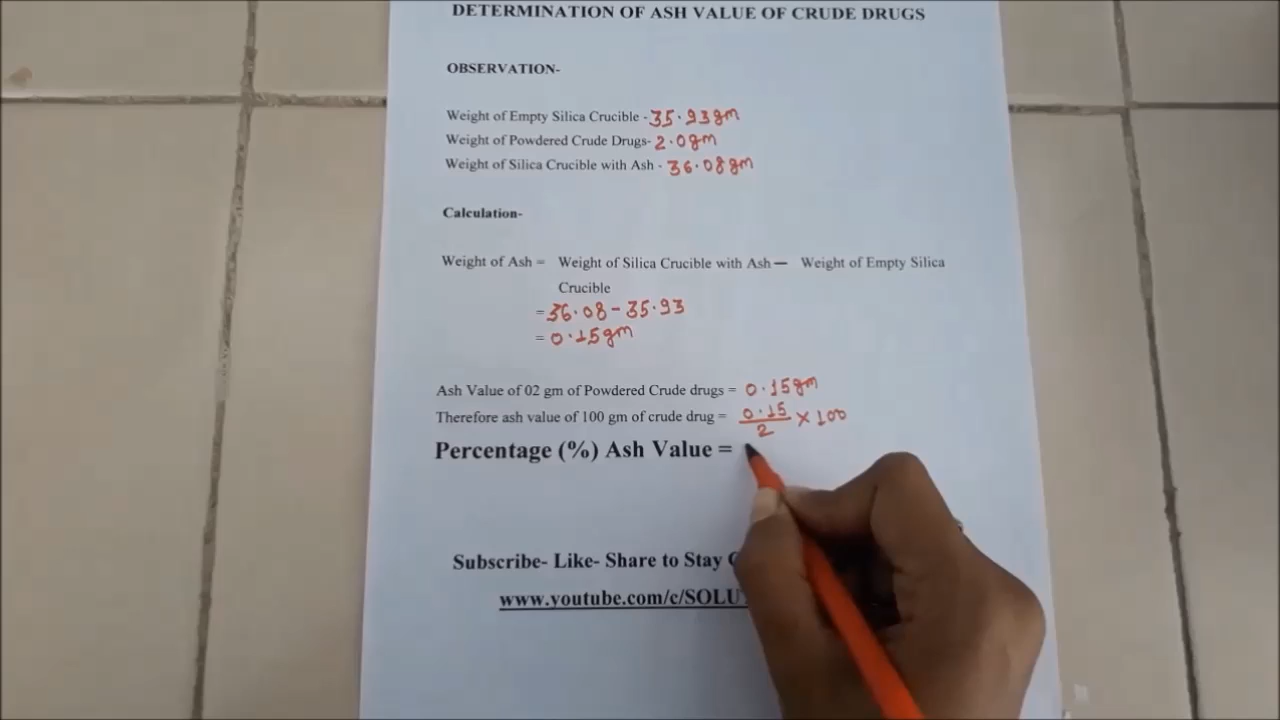 DETERMINATION OF ASH VALUE OF CRUDE DRUGS
OBSERVATION-
Weight of Empty Silica Crucible - 35.93gm
Weight of Powdered Crude Drugs- 2.0gm
Weight of Silica Crucible with Ash - 36.08gm
Calculation-
Weight of Ash = Weight of Silica Crucible with Ash — Weight of Empty Silica
Crucible
= 36.08 - 35.93
= 0.15gm
Ash Value of 02 gm of Powdered Crude drugs = 0.15gm
Therefore ash value of 100 gm of crude drug = 0.15/2 × 100
Percentage (%) Ash Value =
Subscribe- Like- Share to Stay
www.youtube.com/c/SOLU